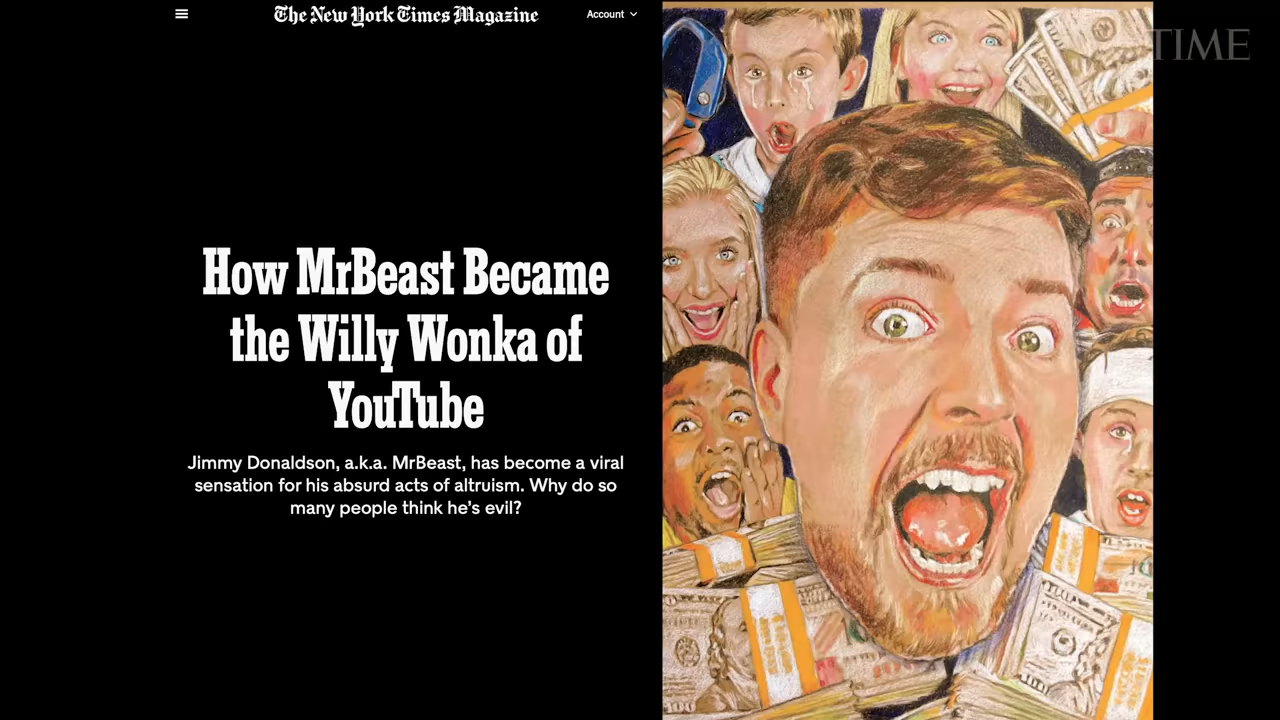 The New York Times Magazine
Account
TIME
How MrBeast Became
the Willy Wonka of
YouTube
Jimmy Donaldson, a.k.a. MrBeast, has become a viral
sensation for his absurd acts of altruism. Why do so
many people think he's evil?